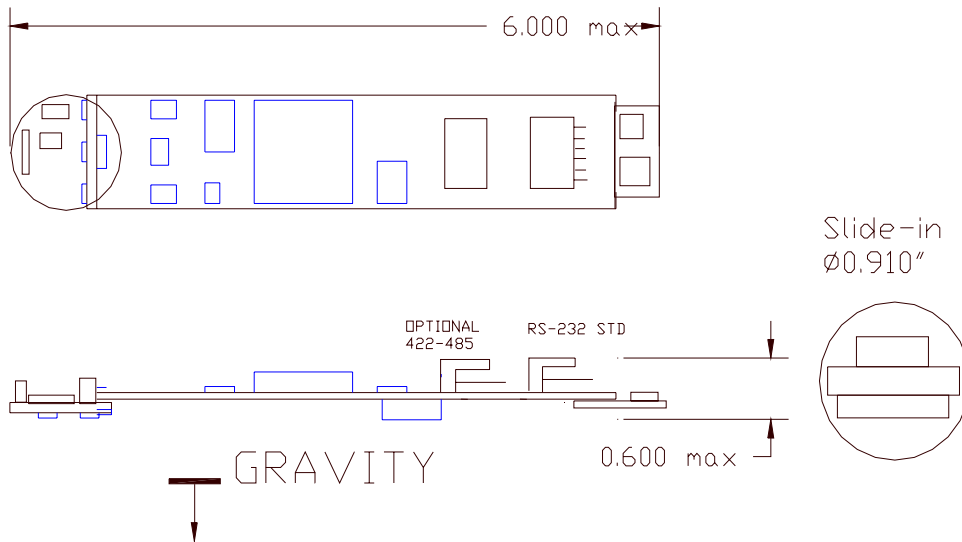 6.000 max
Slide-in
Ø0.910"
OPTIONAL
422-485
RS-232 STD
0.600 max
GRAVITY